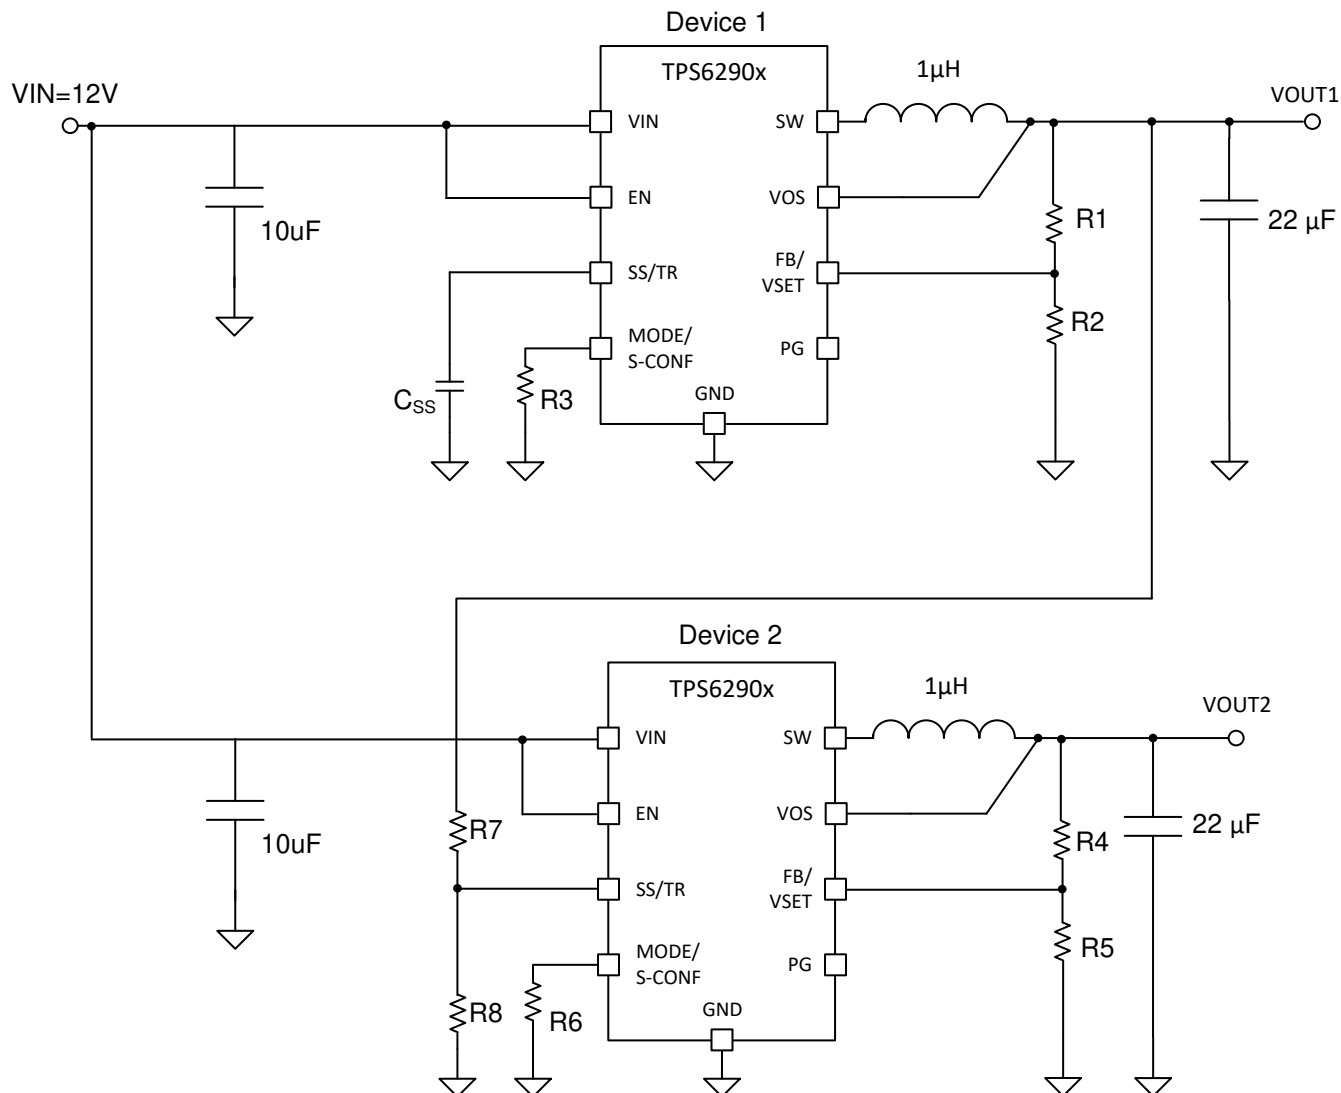 Device 1
TPS6290x
1µH
VIN=12V
VOUT1
VIN
SW
EN
VOS
10uF
R1
22 µF
SS/TR
FB/
VSET
R2
MODE/
S-CONF
PG
CSS
R3
GND
Device 2
TPS6290x
1µH
VOUT2
VIN
SW
EN
VOS
10uF
R7
R4
22 µF
SS/TR
FB/
VSET
R5
MODE/
S-CONF
PG
R8
R6
GND